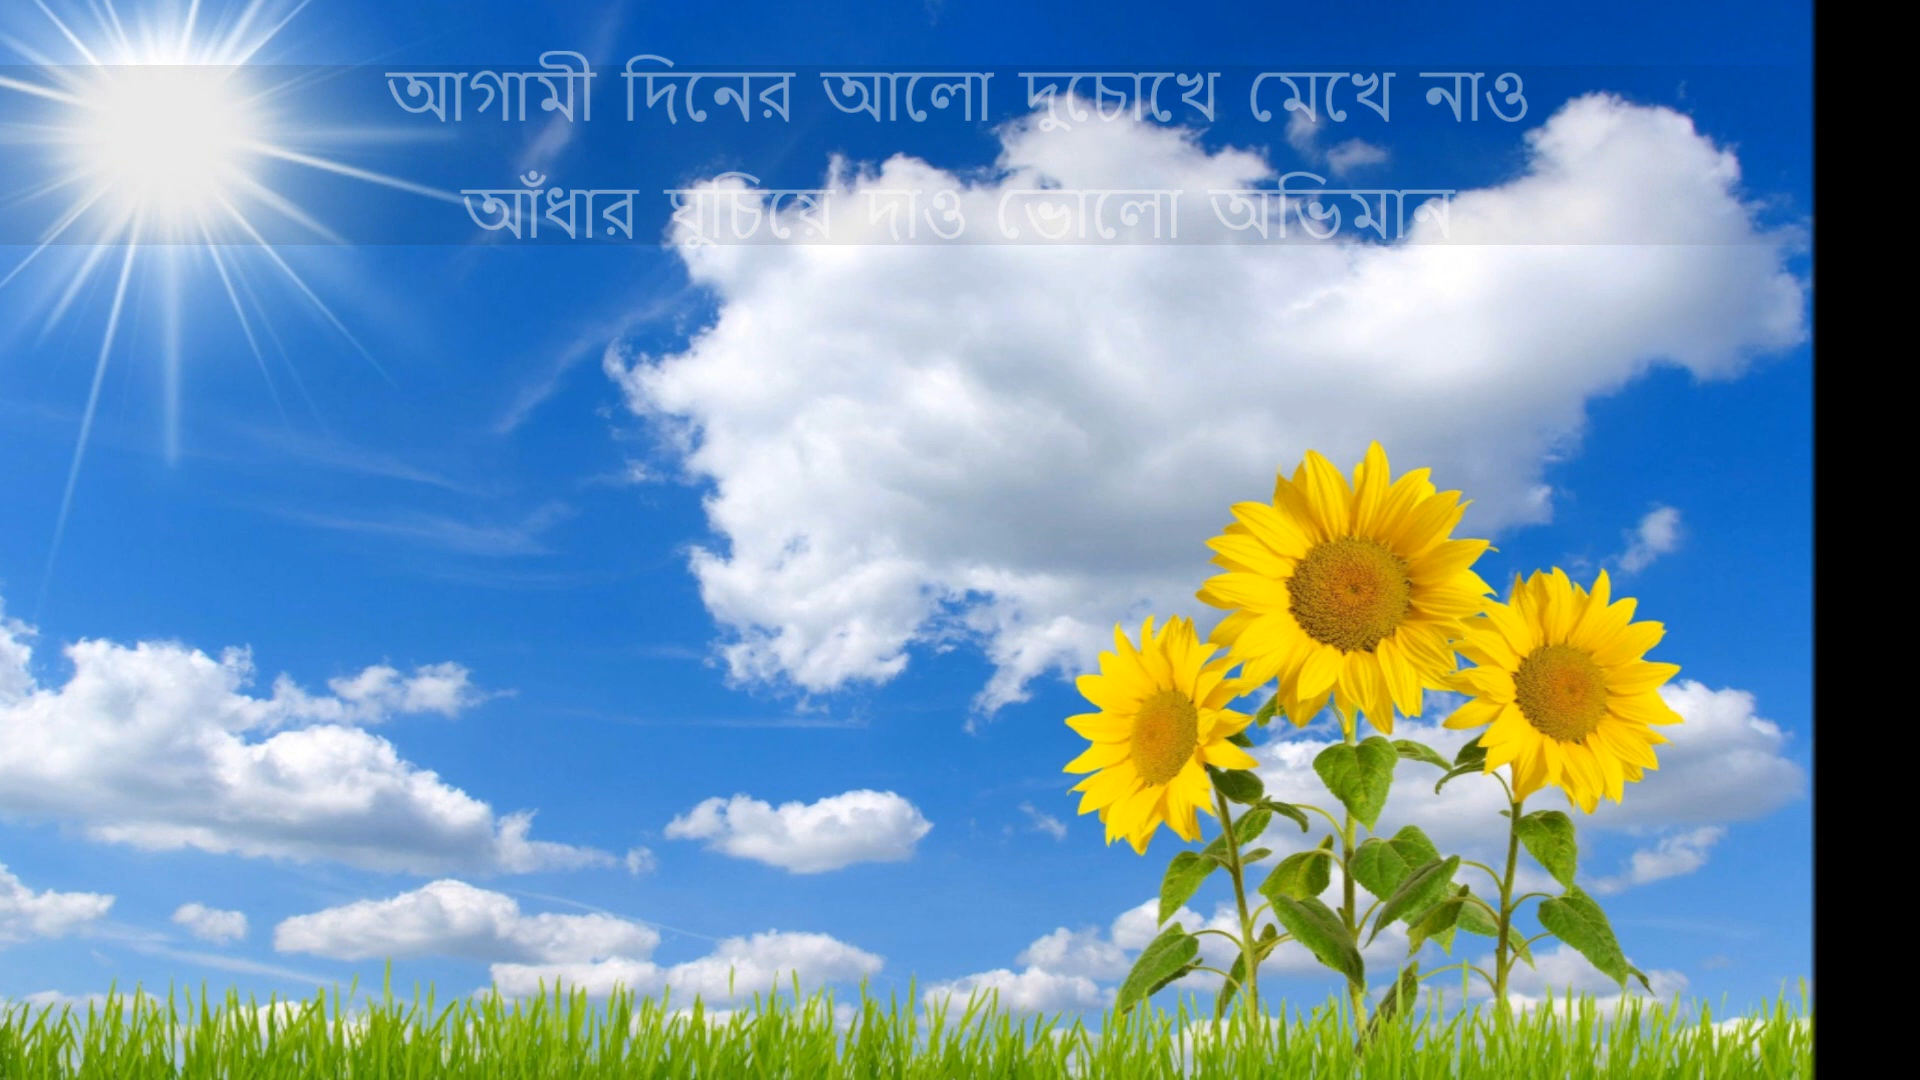 আগামী দিনের আলো দুচোখে মেখে নাও
আঁধার ঘুচিয়ে দাও ভোলো অভিমান